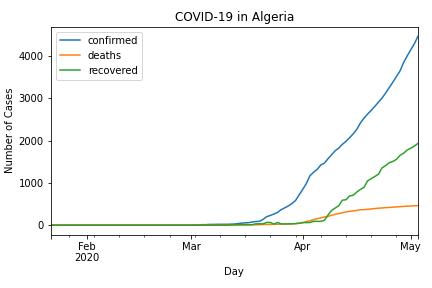 COVID-19 in Algeria
confirmed
deaths
recovered
Number of Cases
4000
3000
2000
1000
0
Feb
2020
Mar
Apr
May
Day